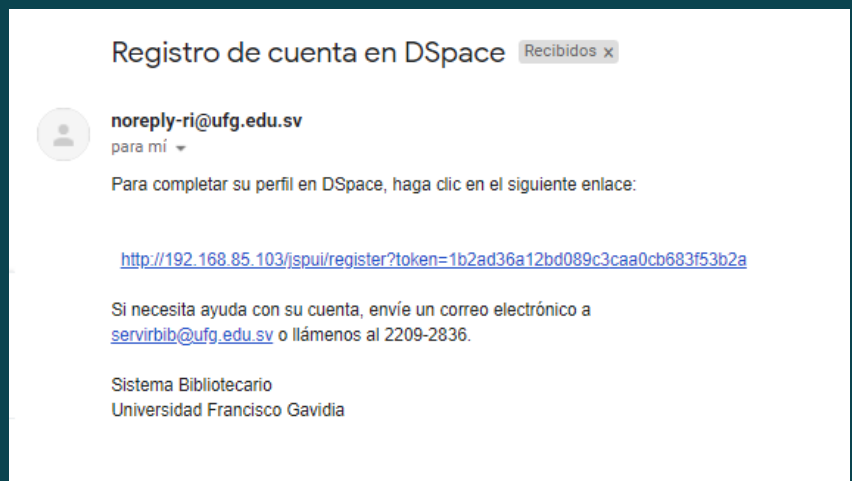 Registro de cuenta en DSpace Recibidos x
noreply-ri@ufg.edu.sv
para mí
Para completar su perfil en DSpace, haga clic en el siguiente enlace:
http://192.168.85.103/jspui/register?token=1b2ad36a12bd089c3caa0cb683f53b2a
Si necesita ayuda con su cuenta, envíe un correo electrónico a
servirbib@ufg.edu.sv o llámenos al 2209-2836.
Sistema Bibliotecario
Universidad Francisco Gavidia